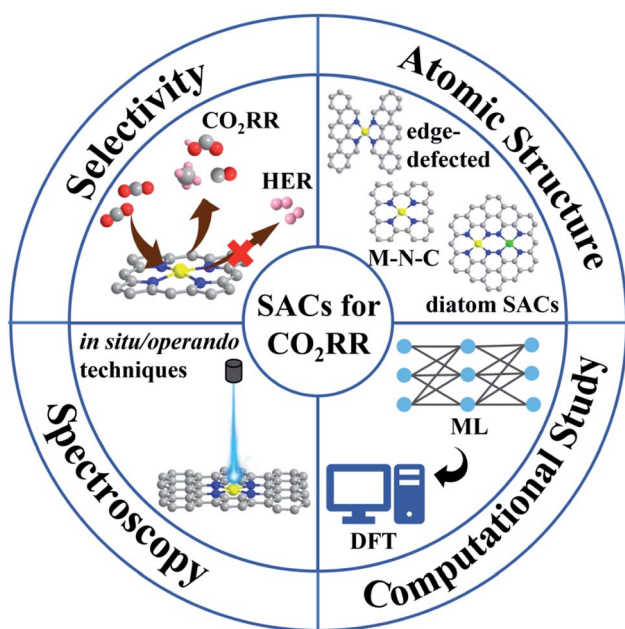 Selectivity
CO₂RR
HER
Atomic Structure
edge-
defected
M-N-C
diatom SACs
SACs for
CO₂RR
in situ/operando
techniques
Spectroscopy
ML
DFT
Computational Study